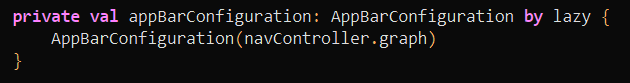 private val appBarConfiguration: AppBarConfiguration by lazy {
    AppBarConfiguration(navController.graph)
}